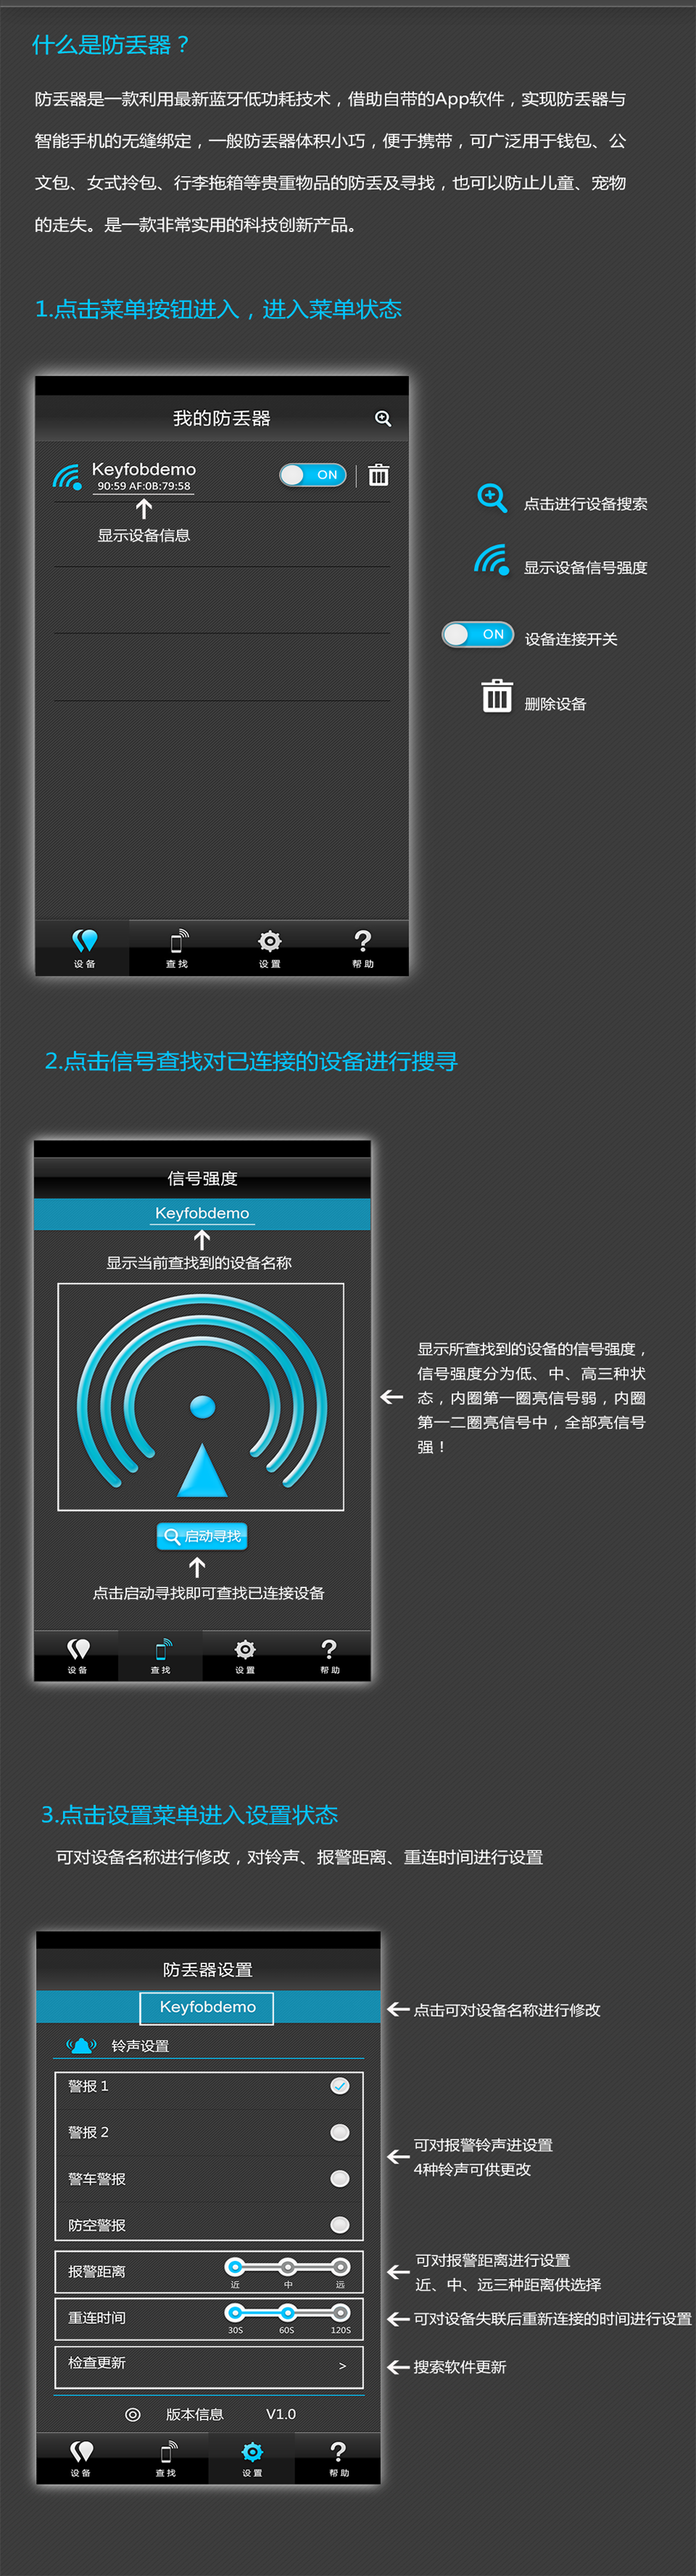 什么是防丢器？
防丢器是一款利用最新蓝牙低功耗技术，借助自带的App软件，实现防丢器与
智能手机的无缝绑定，一般防丢器体积小巧，便于携带，可广泛用于钱包、公
文包、女式拎包、行李拖箱等贵重物品的防丢及寻找，也可以防止儿童、宠物
的走失。是一款非常实用的科技创新产品。
1.点击菜单按钮进入，进入菜单状态
我的防丢器
Keyfobdemo
90:59 AF:0B:79:58
ON
显示设备信息
点击进行设备搜索
显示设备信号强度
ON 设备连接开关
删除设备
设备 查找 设置 帮助
2.点击信号查找对已连接的设备进行搜寻
信号强度
Keyfobdemo
显示当前查找到的设备名称
显示所查找到的设备的信号强度，
信号强度分为低、中、高三种状
态，内圈第一圈亮信号弱，内圈
第一二圈亮信号中，全部亮信号
强！
启动寻找
点击启动寻找即可查找已连接设备
设备 查找 设置 帮助
3.点击设置菜单进入设置状态
可对设备名称进行修改，对铃声、报警距离、重连时间进行设置
防丢器设置
Keyfobdemo
点击可对设备名称进行修改
铃声设置
警报 1
警报 2
警车警报
防空警报
可对报警铃声进设置
4种铃声可供更改
报警距离
近 中 远
可对报警距离进行设置
近、中、远三种距离供选择
重连时间
30S 60S 120S
可对设备失联后重新连接的时间进行设置
检查更新 >
搜索软件更新
版本信息 V1.0
设备 查找 设置 帮助